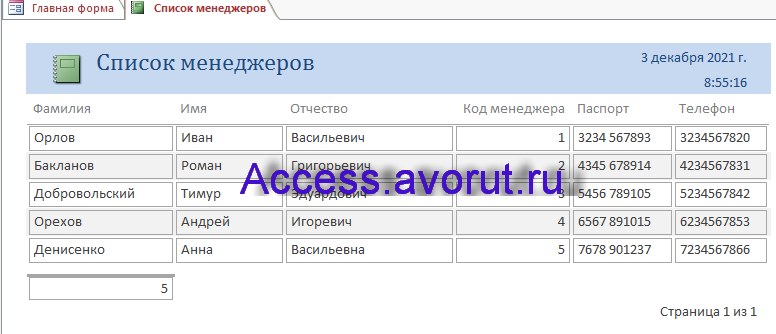 Главная форма Список менеджеров
Список менеджеров
3 декабря 2021 г.
8:55:16
Фамилия Имя Отчество Код менеджера Паспорт Телефон
Орлов Иван Васильевич 1 3234 567893 3234567820
Бакланов Роман Григорьевич 2 4345 678914 4234567831
Access.avorut.ru
Добровольский Тимур Эдуардович 3 5456 789105 5234567842
Орехов Андрей Игоревич 4 6567 891015 6234567853
Денисенко Анна Васильевна 5 7678 901237 7234567866
5
Страница 1 из 1